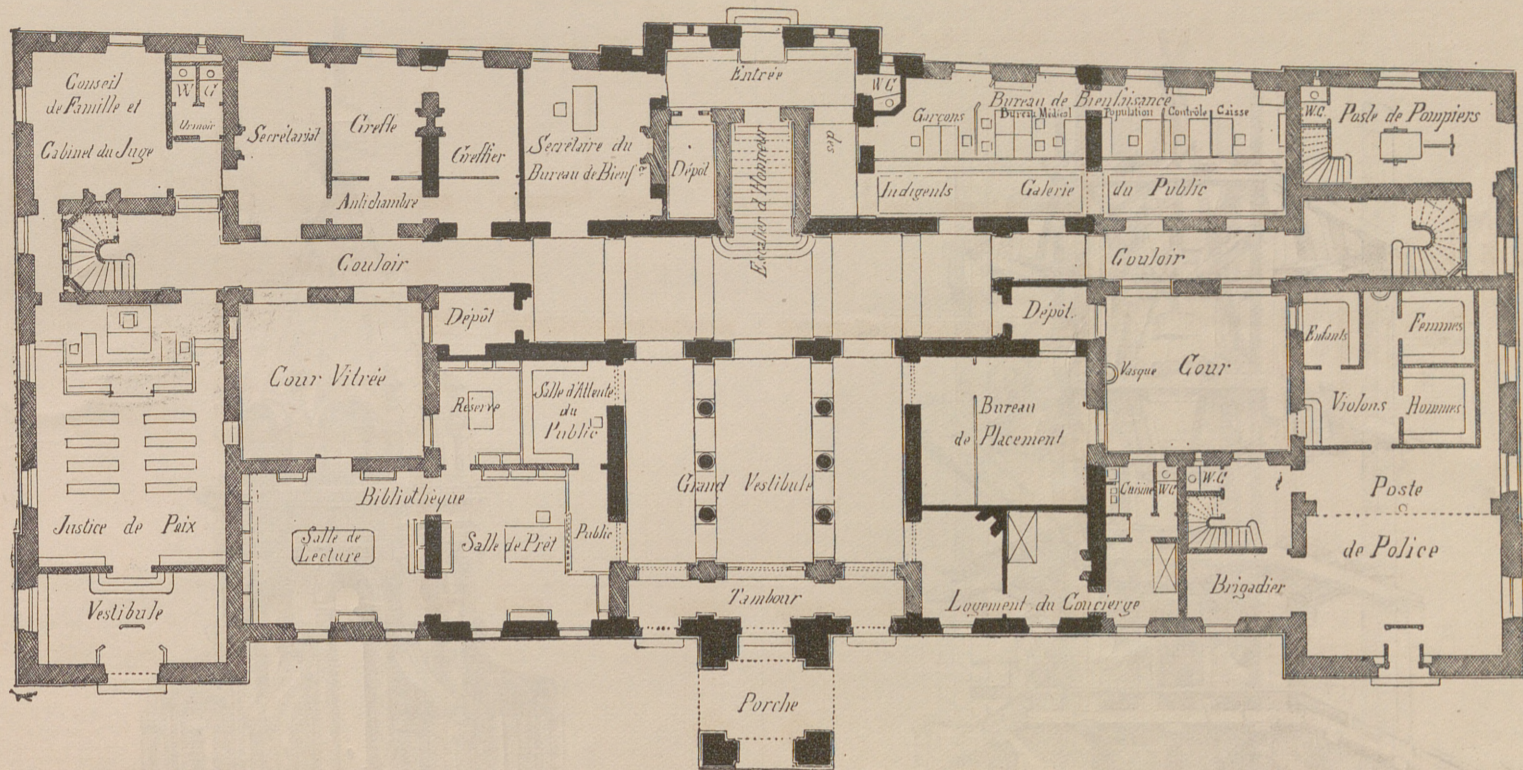 Conseil
de Famille et
Cabinet du Juge
W C
Urinoir
Secrétariat
Greffe
Greffier
Antichambre
Secrétaire du
Bureau de Bienf ce
Entrée
Dépôt
Escalier d'Honneur
des
W C
Bureau de Bienfaisance
Garçons
Bureau Médical
Population
Contrôle
Caisse
Indigents
Galerie
du Public
W.C.
Poste de Pompiers
Couloir
Couloir
Dépôt
Dépôt.
Cour Vitrée
Réserve
Salle d'Attente
du
Public
Bureau
de Placement
Vasque
Cour
Enfants
Femmes
Violons
Hommes
Grand Vestibule
Bibliothèque
Salle de
Lecture
Salle de Prêt
Public
Cuisine
WC
W.C
Poste
de Police
Justice de Paix
Vestibule
Tambour
Logement du Concierge
Brigadier
Porche